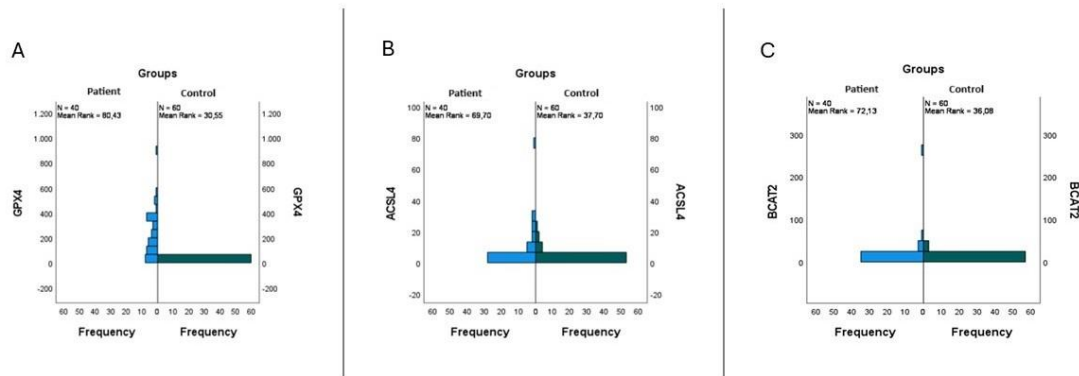 A
Groups
Patient Control
N = 40 N = 60
Mean Rank = 80,43 Mean Rank = 30,55
1.200 1.200
1.000 1.000
800 800
600 600
400 400
200 200
0 0
-200 -200
GPX4 GPX4
60 50 40 30 20 10 0 10 20 30 40 50 60
Frequency Frequency
B
Groups
Patient Control
N = 40 N = 60
Mean Rank = 69,70 Mean Rank = 37,70
100 100
80 80
60 60
40 40
20 20
0 0
-20 -20
ACSL4 ACSL4
60 50 40 30 20 10 0 10 20 30 40 50 60
Frequency Frequency
C
Groups
Patient Control
N = 40 N = 60
Mean Rank = 72,13 Mean Rank = 36,08
300 300
200 200
100 100
0 0
BCAT2 BCAT2
60 50 40 30 20 10 0 10 20 30 40 50 60
Frequency Frequency